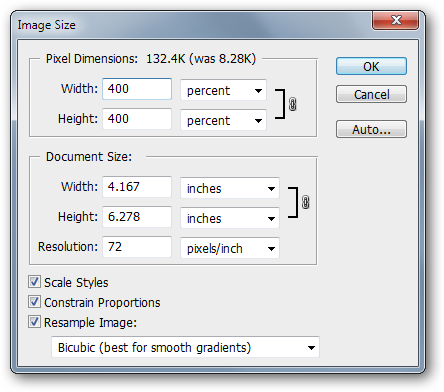 Image Size
Pixel Dimensions: 132.4K (was 8.28K)
OK
Width: 400 percent
Cancel
Height: 400 percent
Auto...
Document Size:
Width: 4.167 inches
Height: 6.278 inches
Resolution: 72 pixels/inch
Scale Styles
Constrain Proportions
Resample Image:
Bicubic (best for smooth gradients)